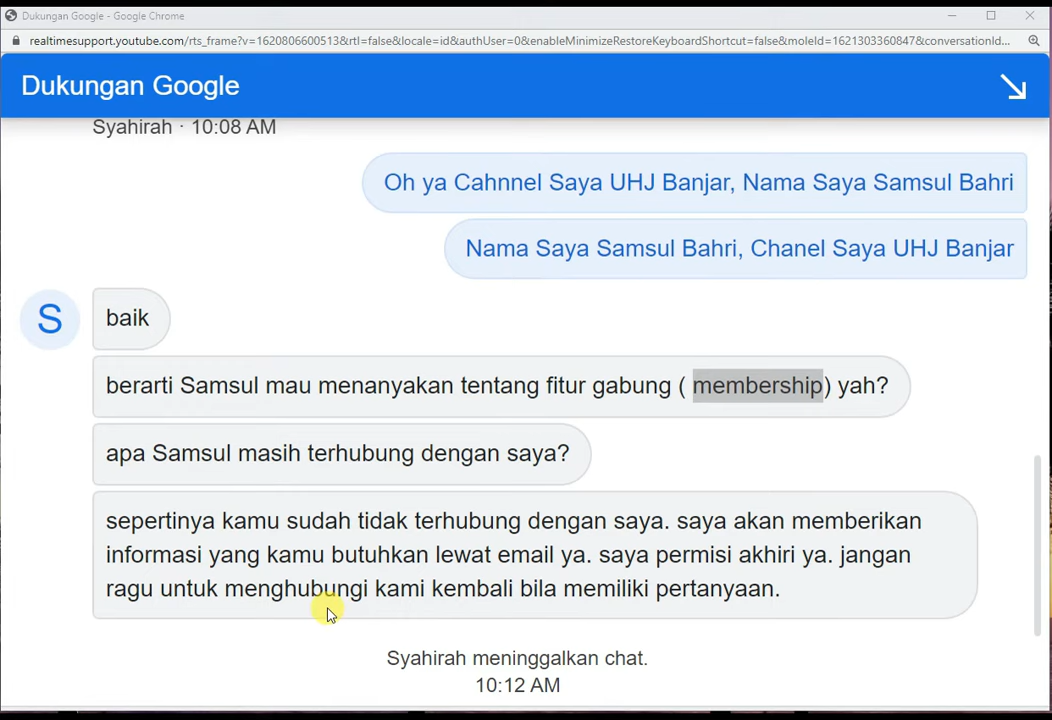 Dukungan Google - Google Chrome
realtimesupport.youtube.com/rts_frame?v=1620806600513&rtl=false&locale=id&authUser=0&enableMinimizeRestoreKeyboardShortcut=false&moleId=1621303360847&conversationId...
Dukungan Google
Syahirah · 10:08 AM
Oh ya Cahnnel Saya UHJ Banjar, Nama Saya Samsul Bahri
Nama Saya Samsul Bahri, Chanel Saya UHJ Banjar
S
baik
berarti Samsul mau menanyakan tentang fitur gabung ( membership) yah?
apa Samsul masih terhubung dengan saya?
sepertinya kamu sudah tidak terhubung dengan saya. saya akan memberikan
informasi yang kamu butuhkan lewat email ya. saya permisi akhiri ya. jangan
ragu untuk menghubungi kami kembali bila memiliki pertanyaan.
Syahirah meninggalkan chat.
10:12 AM